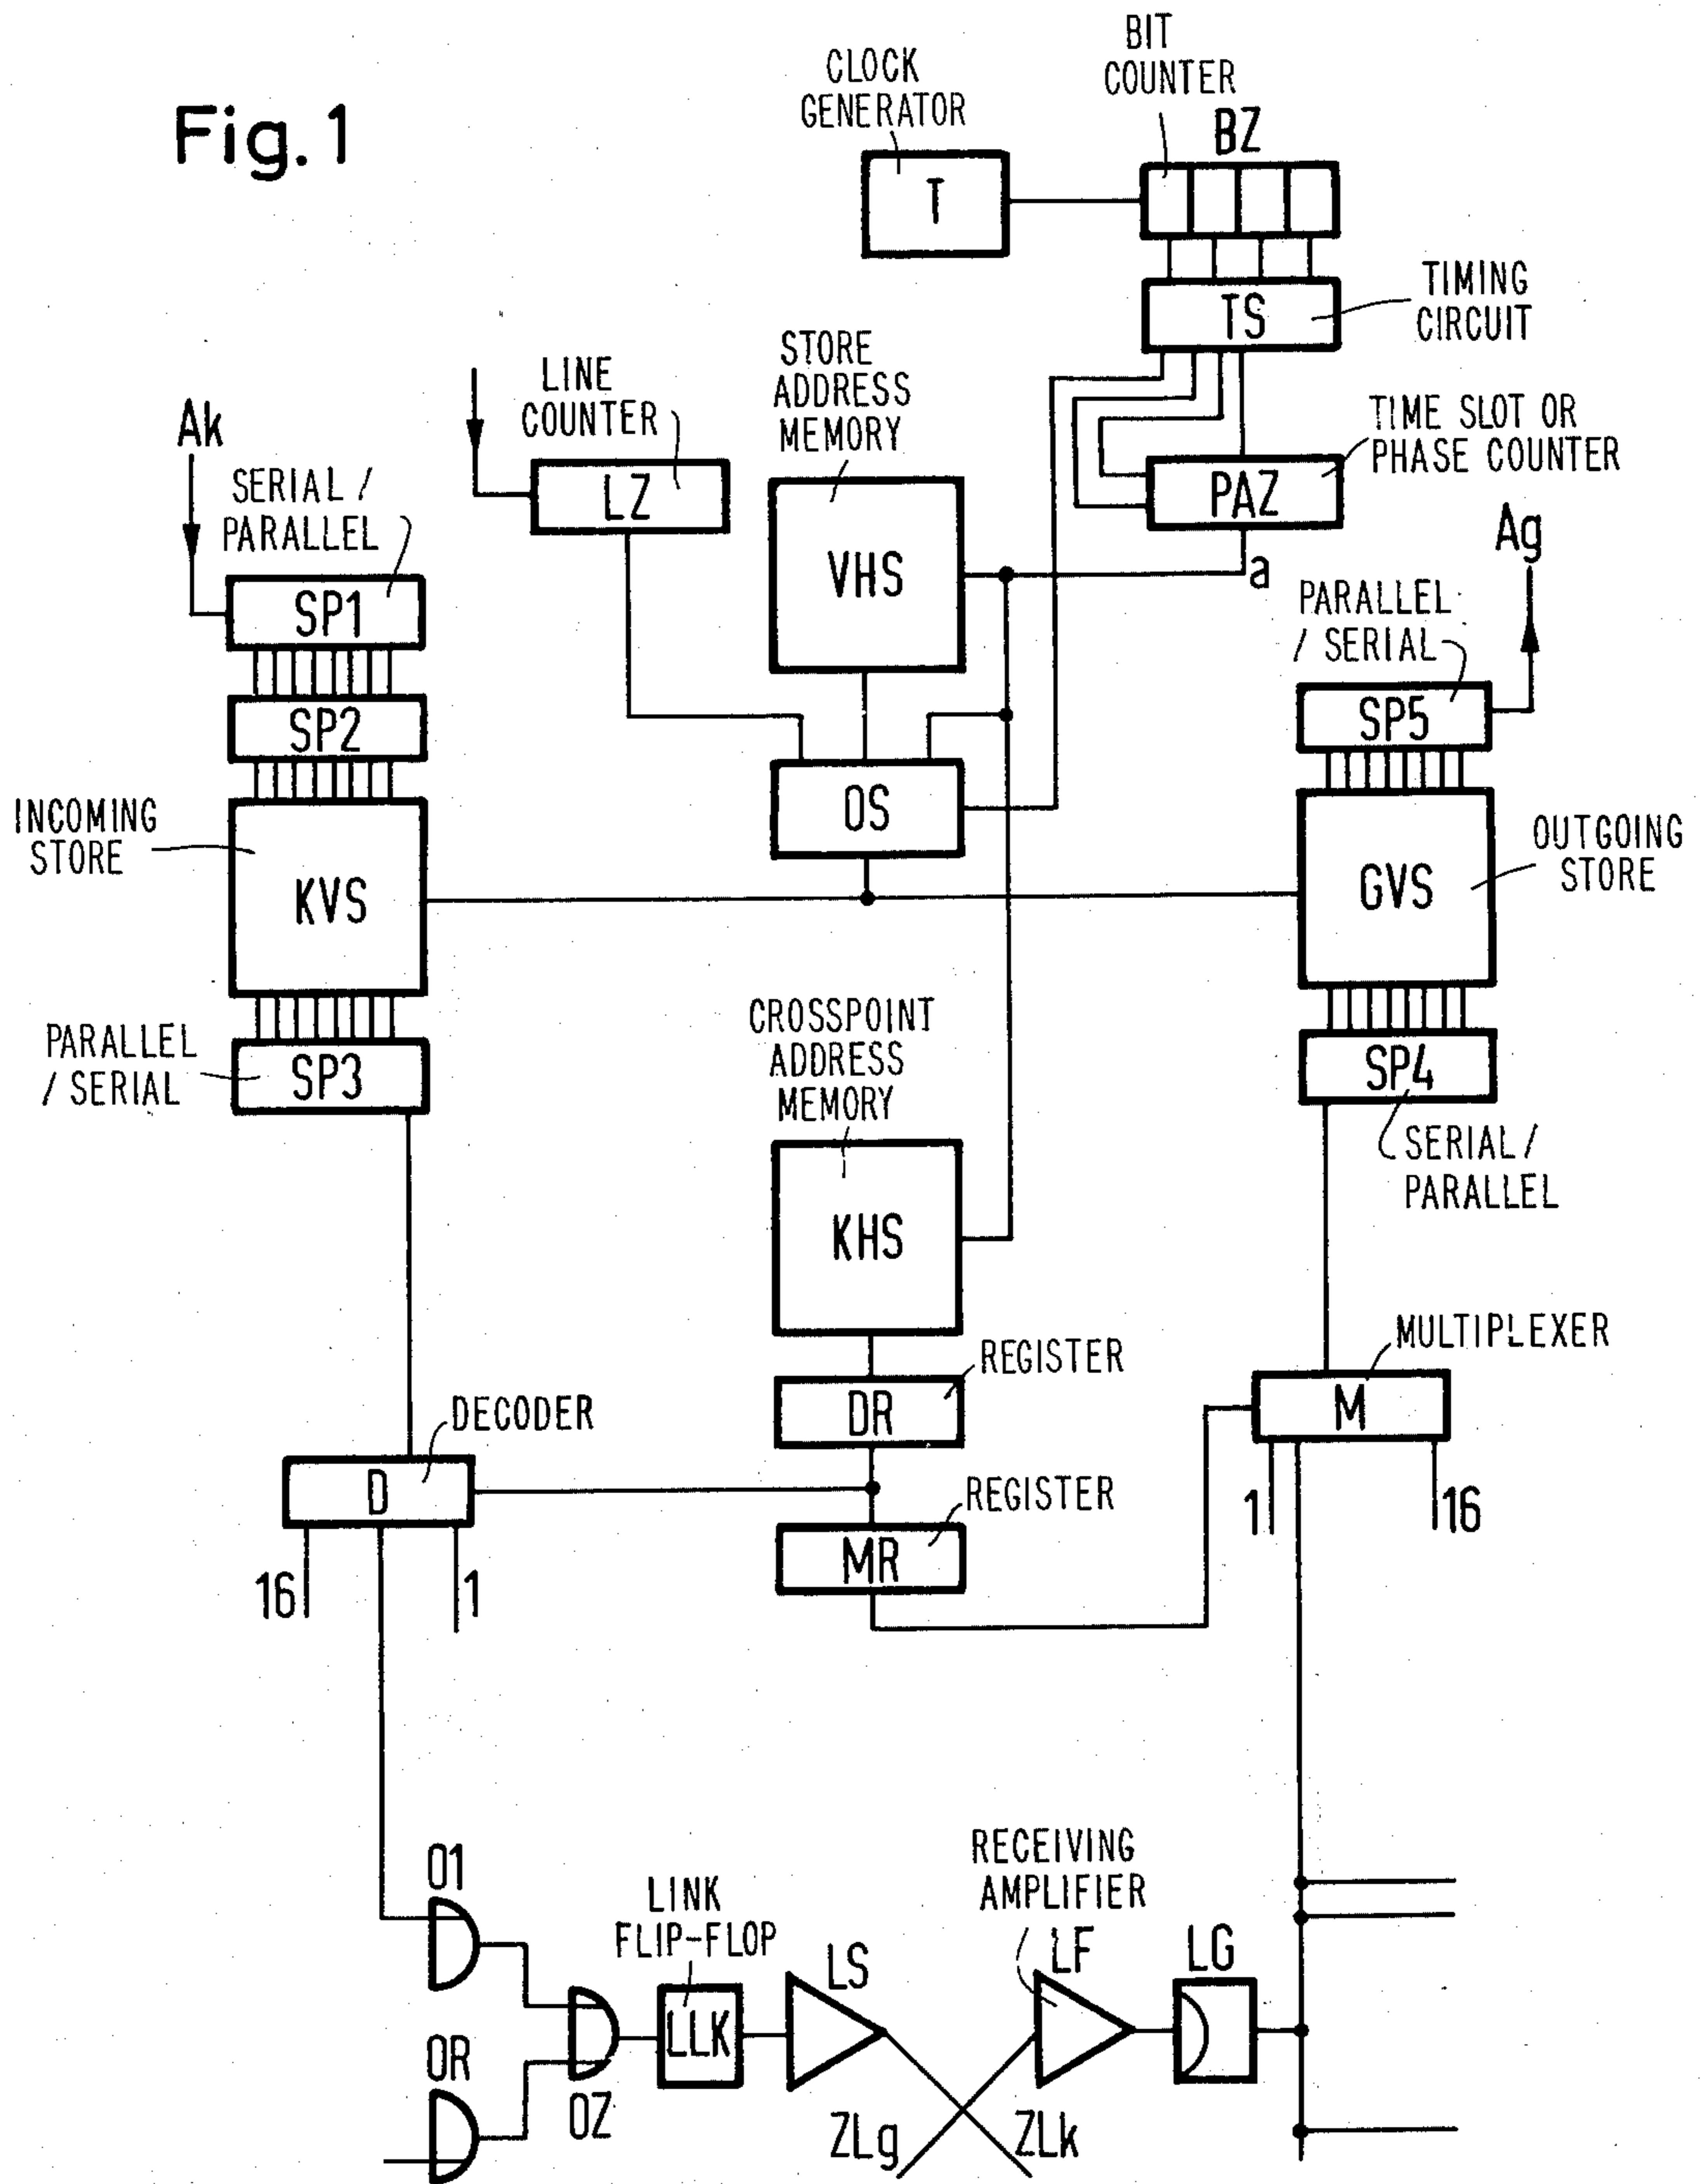 Fig. 1
CLOCK
GENERATOR
T
BIT
COUNTER
BZ
TS
TIMING
CIRCUIT
STORE
ADDRESS
MEMORY
VHS
LINE
COUNTER
LZ
Ak
SERIAL /
PARALLEL
SP1
SP2
TIME SLOT OR
PHASE COUNTER
PAZ
a
Ag
PARALLEL
/ SERIAL
SP5
OS
INCOMING
STORE
KVS
GVS
OUTGOING
STORE
PARALLEL
/ SERIAL
SP3
CROSSPOINT
ADDRESS
MEMORY
KHS
SP4
SERIAL /
PARALLEL
REGISTER
DR
MULTIPLEXER
M
1
16
DECODER
D
16
1
REGISTER
MR
O1
OR
OZ
LINK
FLIP-FLOP
LLK
LS
RECEIVING
AMPLIFIER
LF
LG
ZLg
ZLk